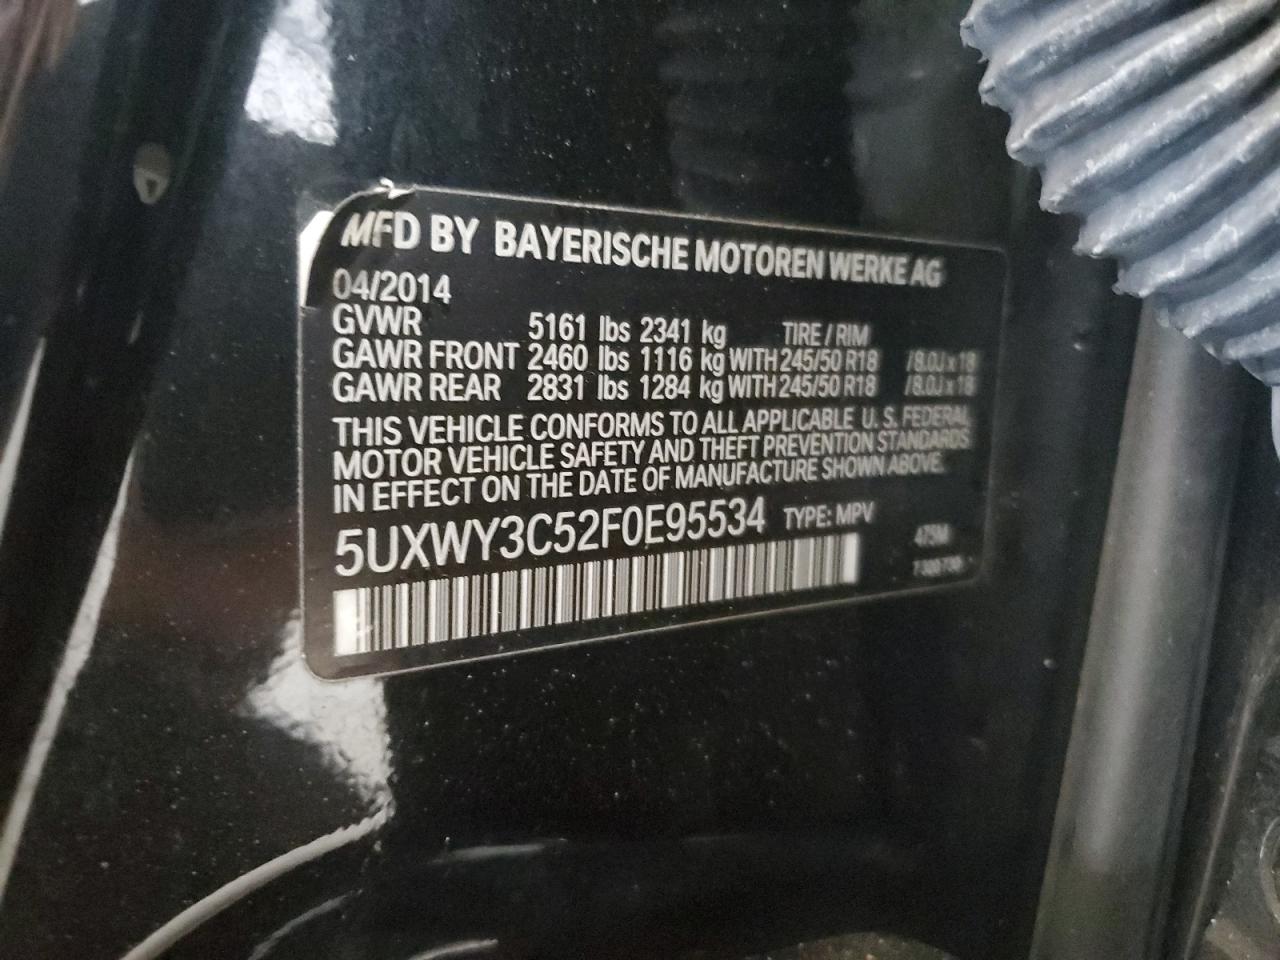 MFD BY BAYERISCHE MOTOREN WERKE AG
04/2014
GVWR 5161 lbs 2341 kg TIRE / RIM
GAWR FRONT 2460 lbs 1116 kg WITH 245/50 R18 /8.0J x 18
GAWR REAR 2831 lbs 1284 kg WITH 245/50 R18 /8.0J x 18
THIS VEHICLE CONFORMS TO ALL APPLICABLE U. S. FEDERAL
MOTOR VEHICLE SAFETY AND THEFT PREVENTION STANDARDS
IN EFFECT ON THE DATE OF MANUFACTURE SHOWN ABOVE.
5UXWY3C52F0E95534 TYPE: MPV
475M